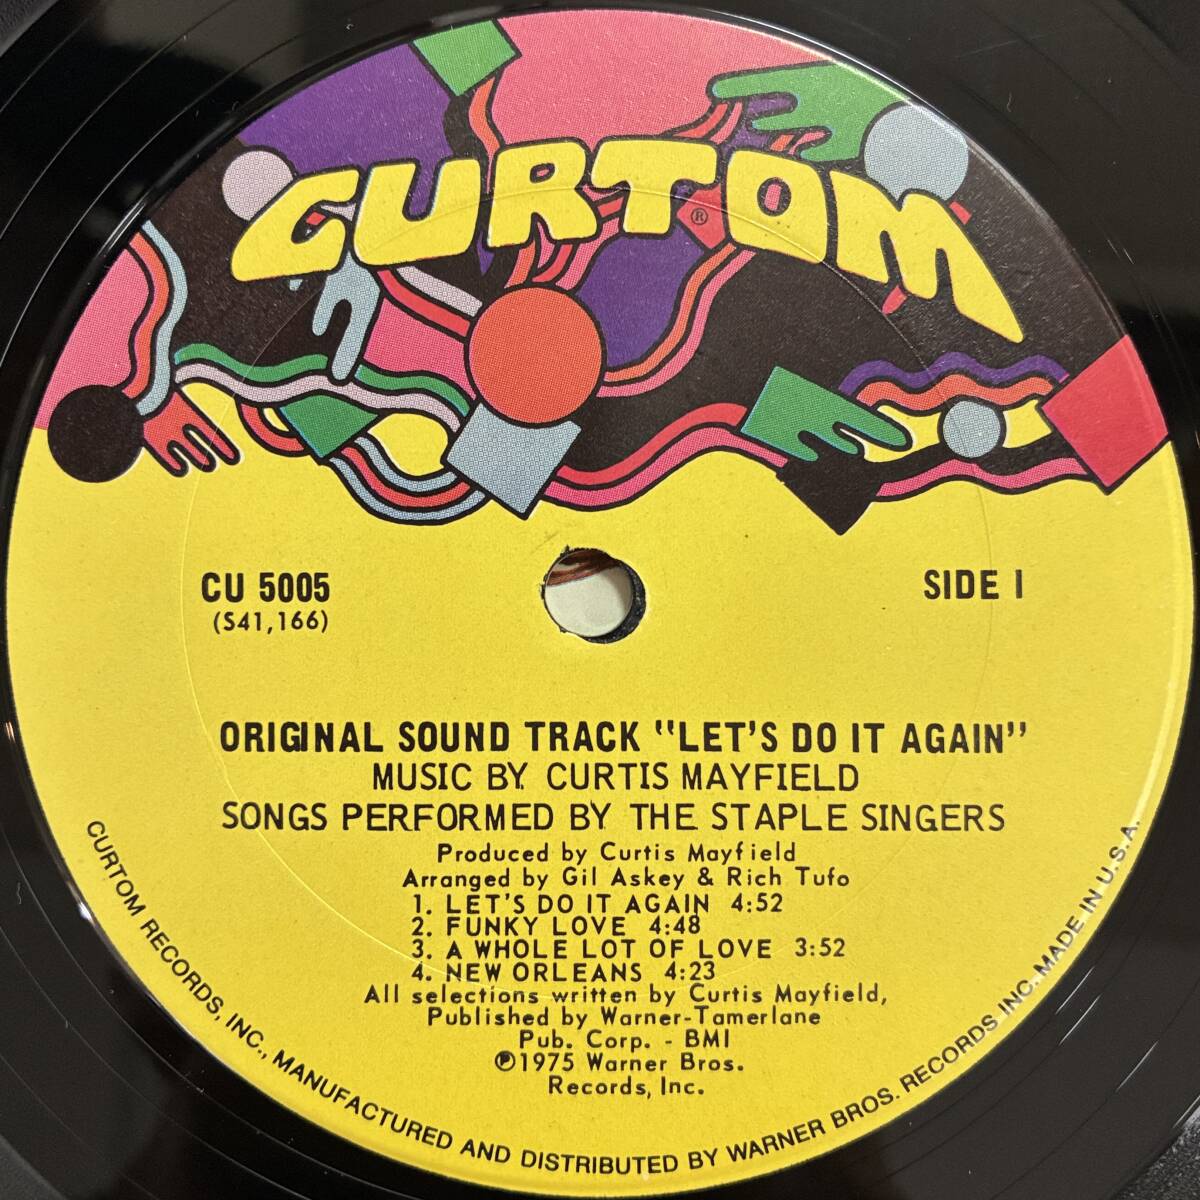 CURTOM
®
CU 5005
(S41,166)
SIDE 1
ORIGINAL SOUND TRACK "LET'S DO IT AGAIN"
MUSIC BY CURTIS MAYFIELD
SONGS PERFORMED BY THE STAPLE SINGERS
Produced by Curtis Mayfield
Arranged by Gil Askey & Rich Tufo
1. LET'S DO IT AGAIN 4:52
2. FUNKY LOVE 4:48
3. A WHOLE LOT OF LOVE 3:52
4. NEW ORLEANS 4:23
All selections written by Curtis Mayfield,
Published by Warner-Tamerlane
Pub. Corp. - BMI
℗1975 Warner Bros.
Records, Inc.
CURTOM RECORDS, INC., MANUFACTURED AND DISTRIBUTED BY WARNER BROS. RECORDS INC. MADE IN U.S.A.